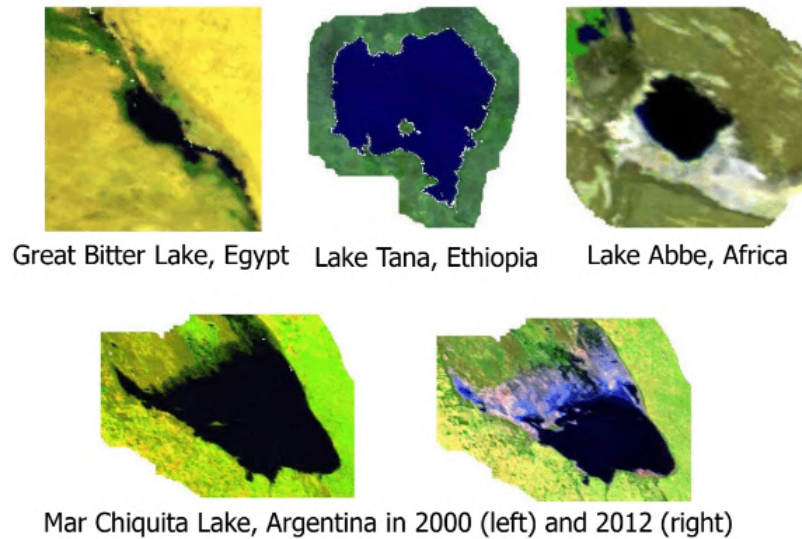 Great Bitter Lake, Egypt
Lake Tana, Ethiopia
Lake Abbe, Africa
Mar Chiquita Lake, Argentina in 2000 (left) and 2012 (right)